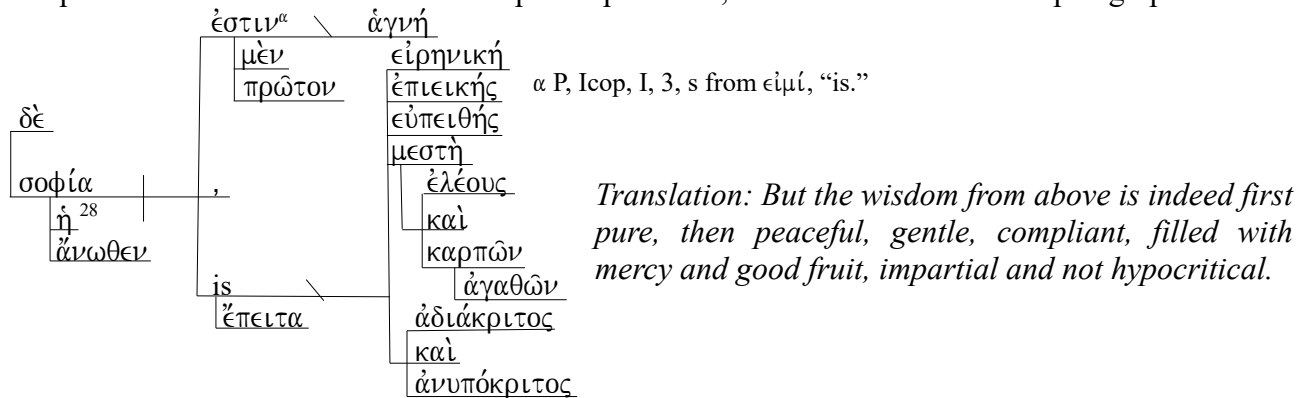 ἐστινα \ ἁγνή
μὲν
πρῶτον
εἰρηνική
ἐπιεικής
εὐπειθής
μεστὴ
ἐλέους
καὶ
καρπῶν
ἀγαθῶν
ἀδιάκριτος
καὶ
ἀνυπόκριτος
δὲ
σοφία
ἡ 28
ἄνωθεν
,
is
ἔπειτα
α P, Icop, I, 3, s from εἰμί, “is.”
Translation: But the wisdom from above is indeed first
pure, then peaceful, gentle, compliant, filled with
mercy and good fruit, impartial and not hypocritical.